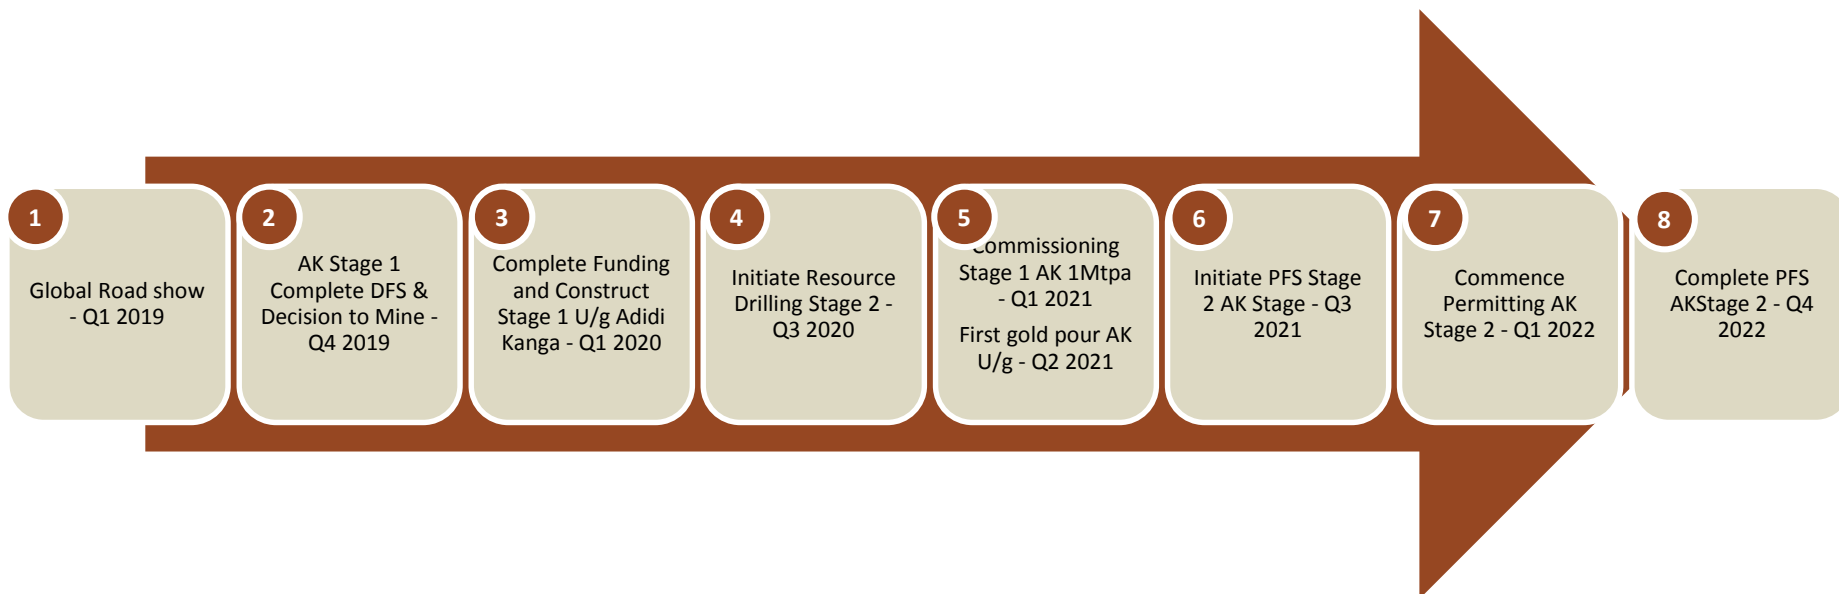 1
Global Road show
- Q1 2019
2
AK Stage 1
Complete DFS &
Decision to Mine -
Q4 2019
3
Complete Funding
and Construct
Stage 1 U/g Adidi
Kanga - Q1 2020
4
Initiate Resource
Drilling Stage 2 -
Q3 2020
5
Commissioning
Stage 1 AK 1Mtpa
- Q1 2021
First gold pour AK
U/g - Q2 2021
6
Initiate PFS Stage
2 AK Stage - Q3
2021
7
Commence
Permitting AK
Stage 2 - Q1 2022
8
Complete PFS
AKStage 2 - Q4
2022